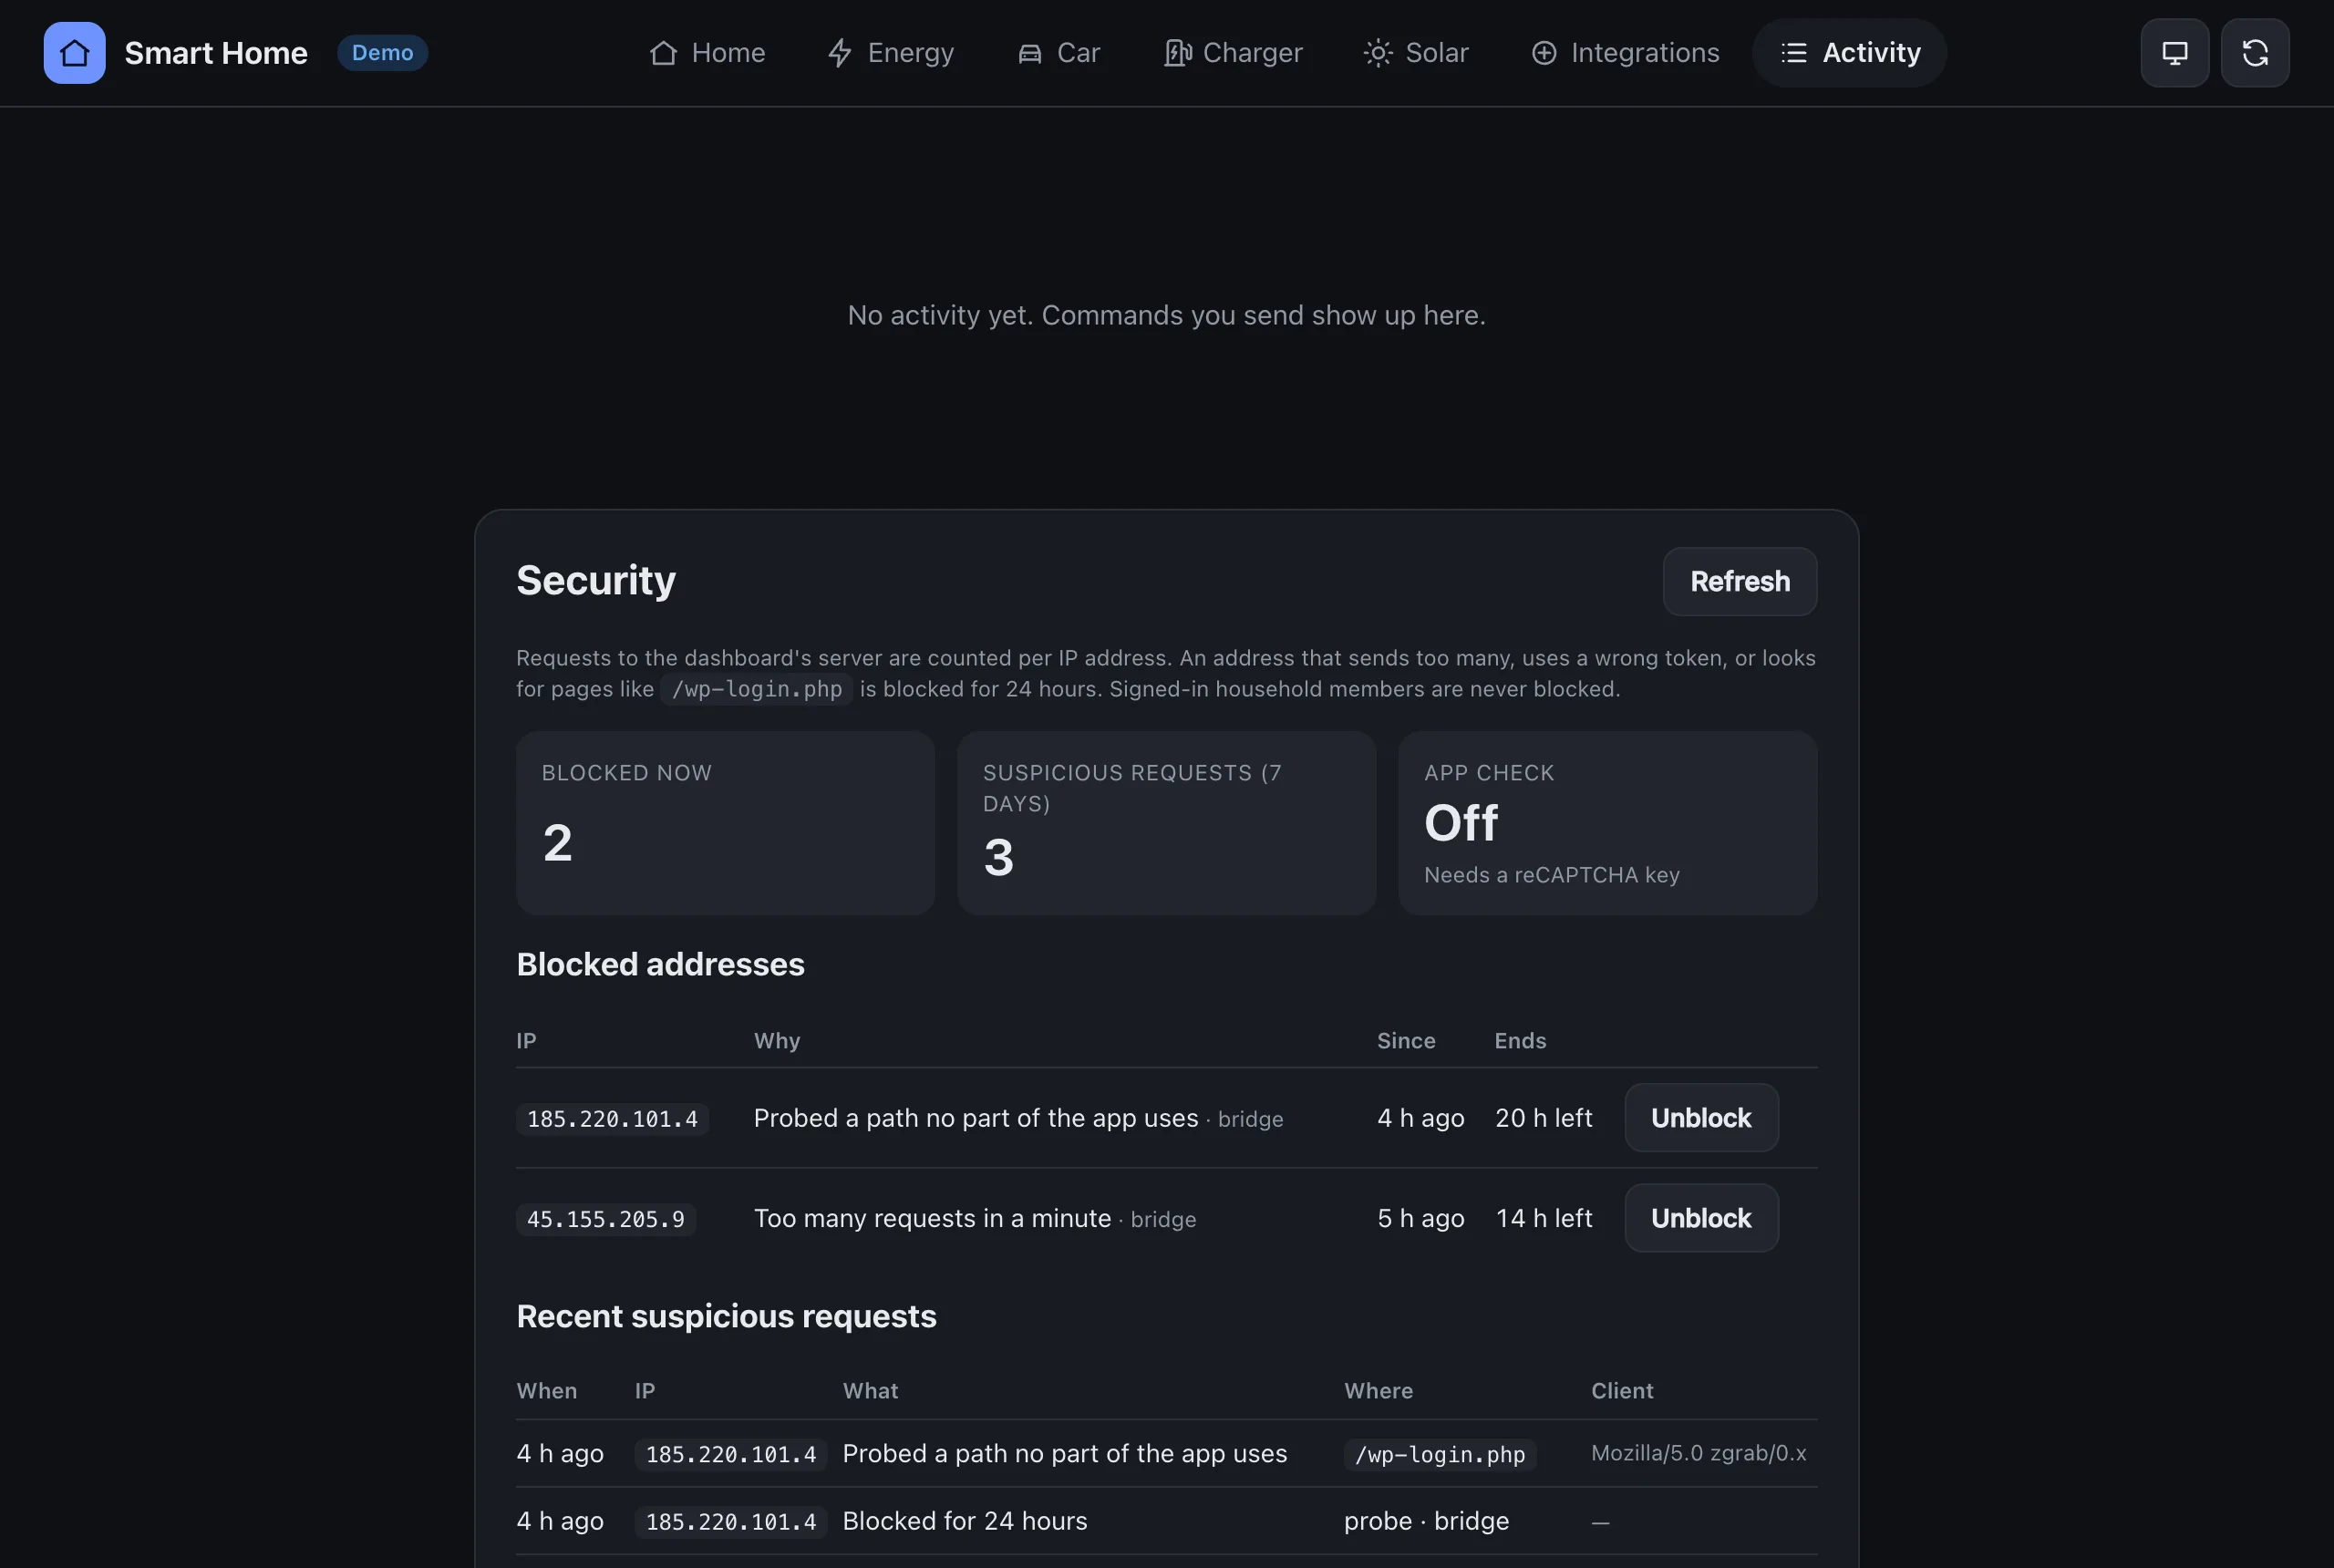 Smart Home Demo Home Energy Car Charger Solar Integrations Activity
No activity yet. Commands you send show up here.
Security Refresh
Requests to the dashboard's server are counted per IP address. An address that sends too many, uses a wrong token, or looks
for pages like /wp-login.php is blocked for 24 hours. Signed-in household members are never blocked.
BLOCKED NOW
2
SUSPICIOUS REQUESTS (7
DAYS)
3
APP CHECK
Off
Needs a reCAPTCHA key
Blocked addresses
IP Why Since Ends
185.220.101.4 Probed a path no part of the app uses · bridge 4 h ago 20 h left Unblock
45.155.205.9 Too many requests in a minute · bridge 5 h ago 14 h left Unblock
Recent suspicious requests
When IP What Where Client
4 h ago 185.220.101.4 Probed a path no part of the app uses /wp-login.php Mozilla/5.0 zgrab/0.x
4 h ago 185.220.101.4 Blocked for 24 hours probe · bridge —